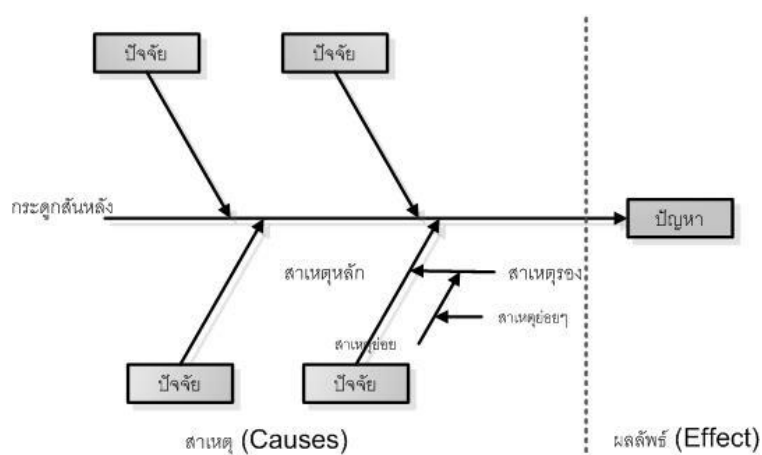 ปัจจัย
ปัจจัย
กระดูกสันหลัง
ปัญหา
สาเหตุหลัก
สาเหตุรอง
สาเหตุย่อยๆ
สาเหตุย่อย
ปัจจัย
ปัจจัย
สาเหตุ (Causes)
ผลลัพธ์ (Effect)